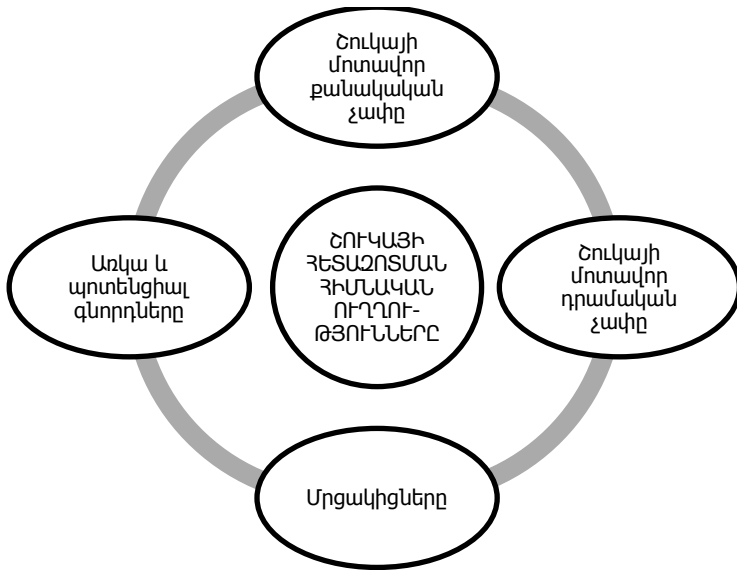 Շուկայի
մոտավոր
քանակական
չափը
Առկա և
պոտենցիալ
գնորդները
ՇՈՒԿԱՅԻ
ՀԵՏԱԶՈՏՄԱՆ
ՀԻՄՆԱԿԱՆ
ՈՒՂՂՈՒ-
ԹՅՈՒՆՆԵՐԸ
Շուկայի
մոտավոր
դրամական
չափը
Մրցակիցները